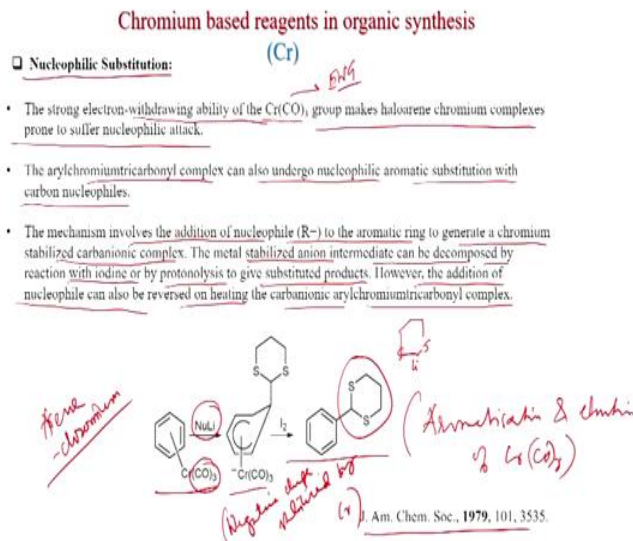 Chromium based reagents in organic synthesis
(Cr)
❑ Nucleophilic Substitution:
EWG
• The strong electron-withdrawing ability of the Cr(CO)₃ group makes haloarene chromium complexes
prone to suffer nucleophilic attack.
• The arylchromiumtricarbonyl complex can also undergo nucleophilic aromatic substitution with
carbon nucleophiles.
• The mechanism involves the addition of nucleophile (R−) to the aromatic ring to generate a chromium
stabilized carbanionic complex. The metal stabilized anion intermediate can be decomposed by
reaction with iodine or by protonolysis to give substituted products. However, the addition of
nucleophile can also be reversed on heating the carbanionic arylchromiumtricarbonyl complex.
S
Li
S S
Arene
-chromium
NuLi
I₂
S
S
Cr(CO)₃
⁻Cr(CO)₃
(Aromatization &
of Cr(CO)₃)
(Negative charge
by
Cr)
J. Am. Chem. Soc., 1979, 101, 3535.